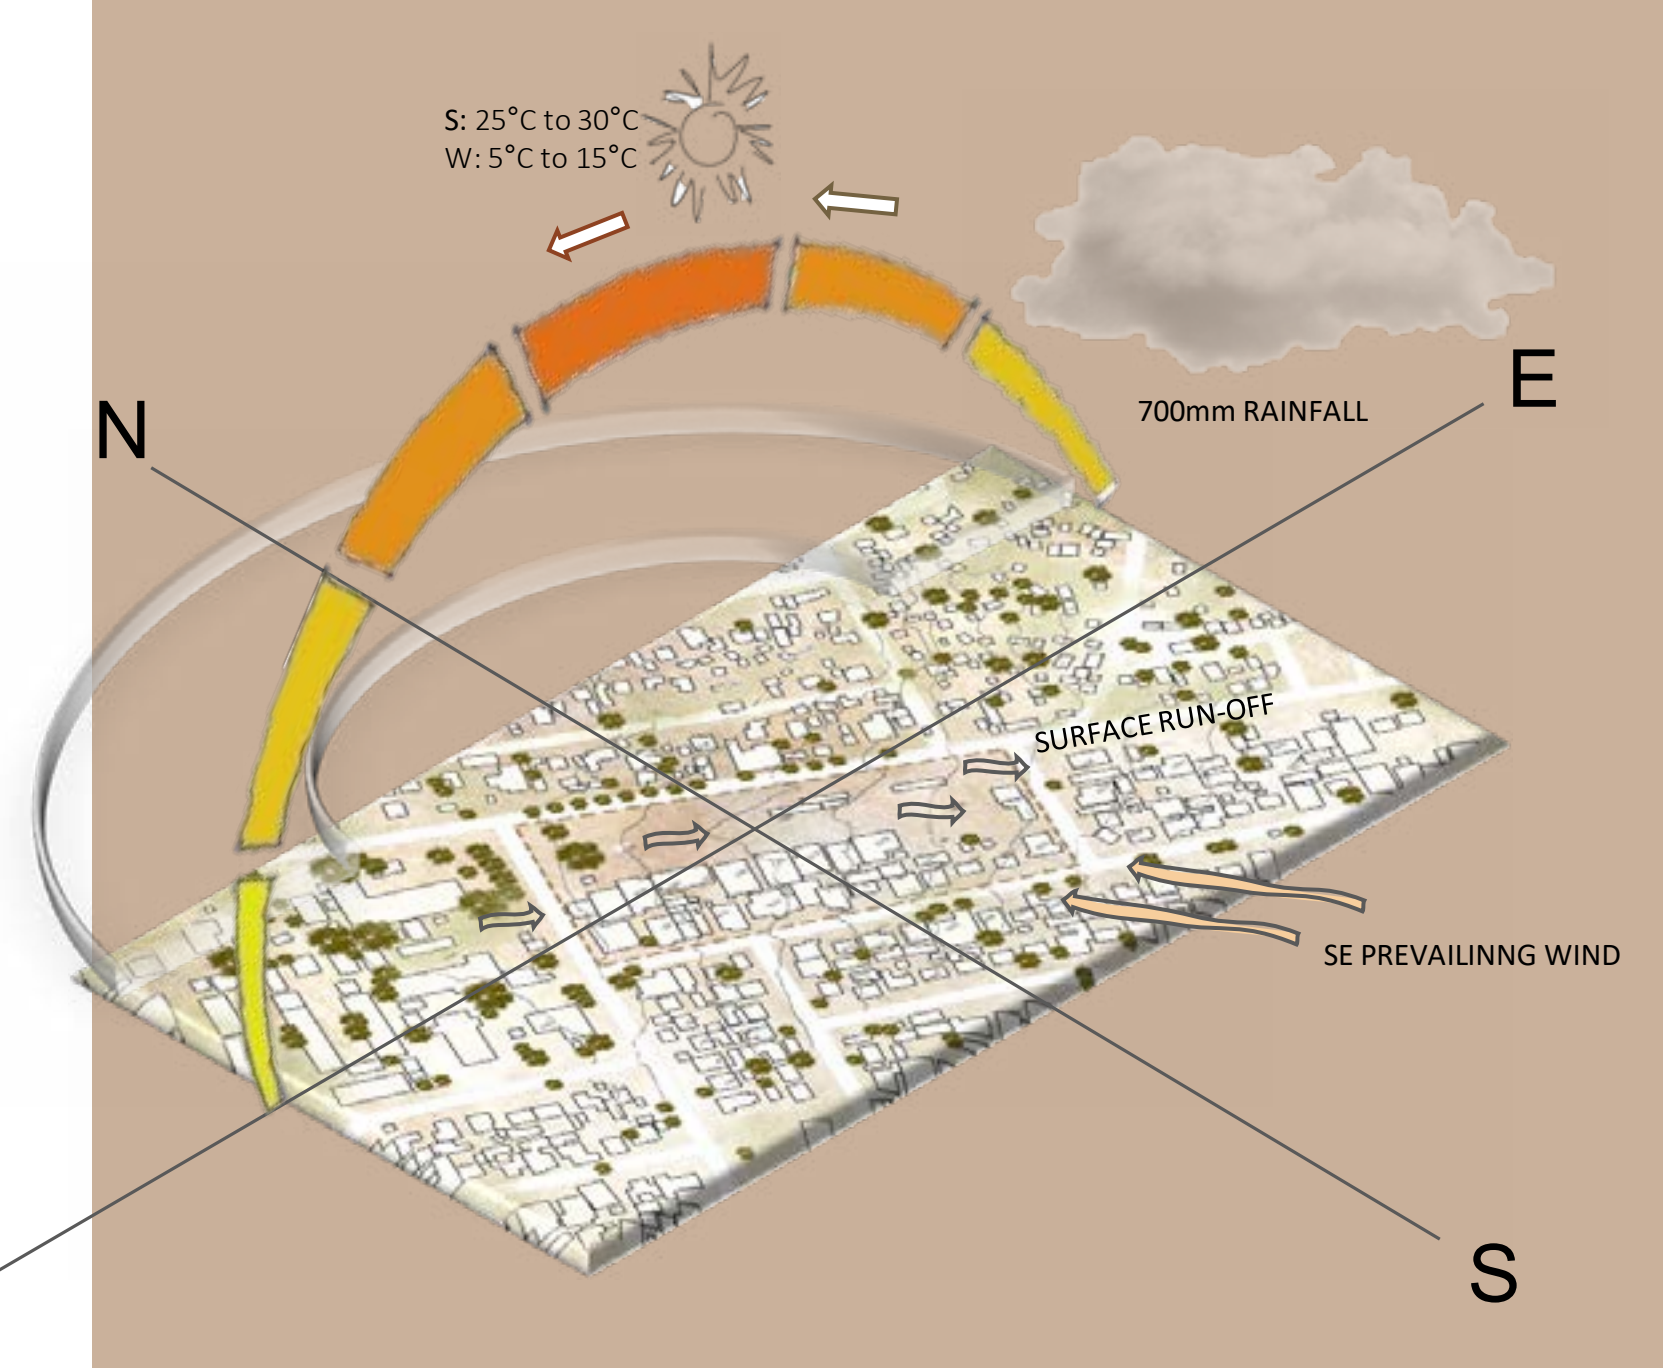 S: 25°C to 30°C
W: 5°C to 15°C
E
700mm RAINFALL
N
SURFACE RUN-OFF
SE PREVAILINNG WIND
S